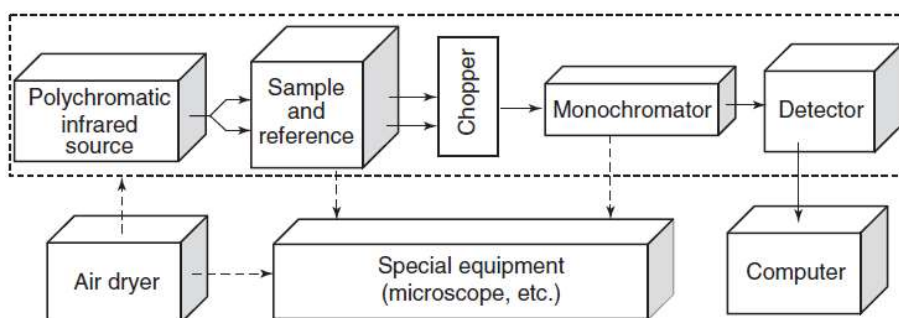 Polychromatic
infrared
source
Sample
and
reference
Chopper
Monochromator
Detector
Air dryer
Special equipment
(microscope, etc.)
Computer